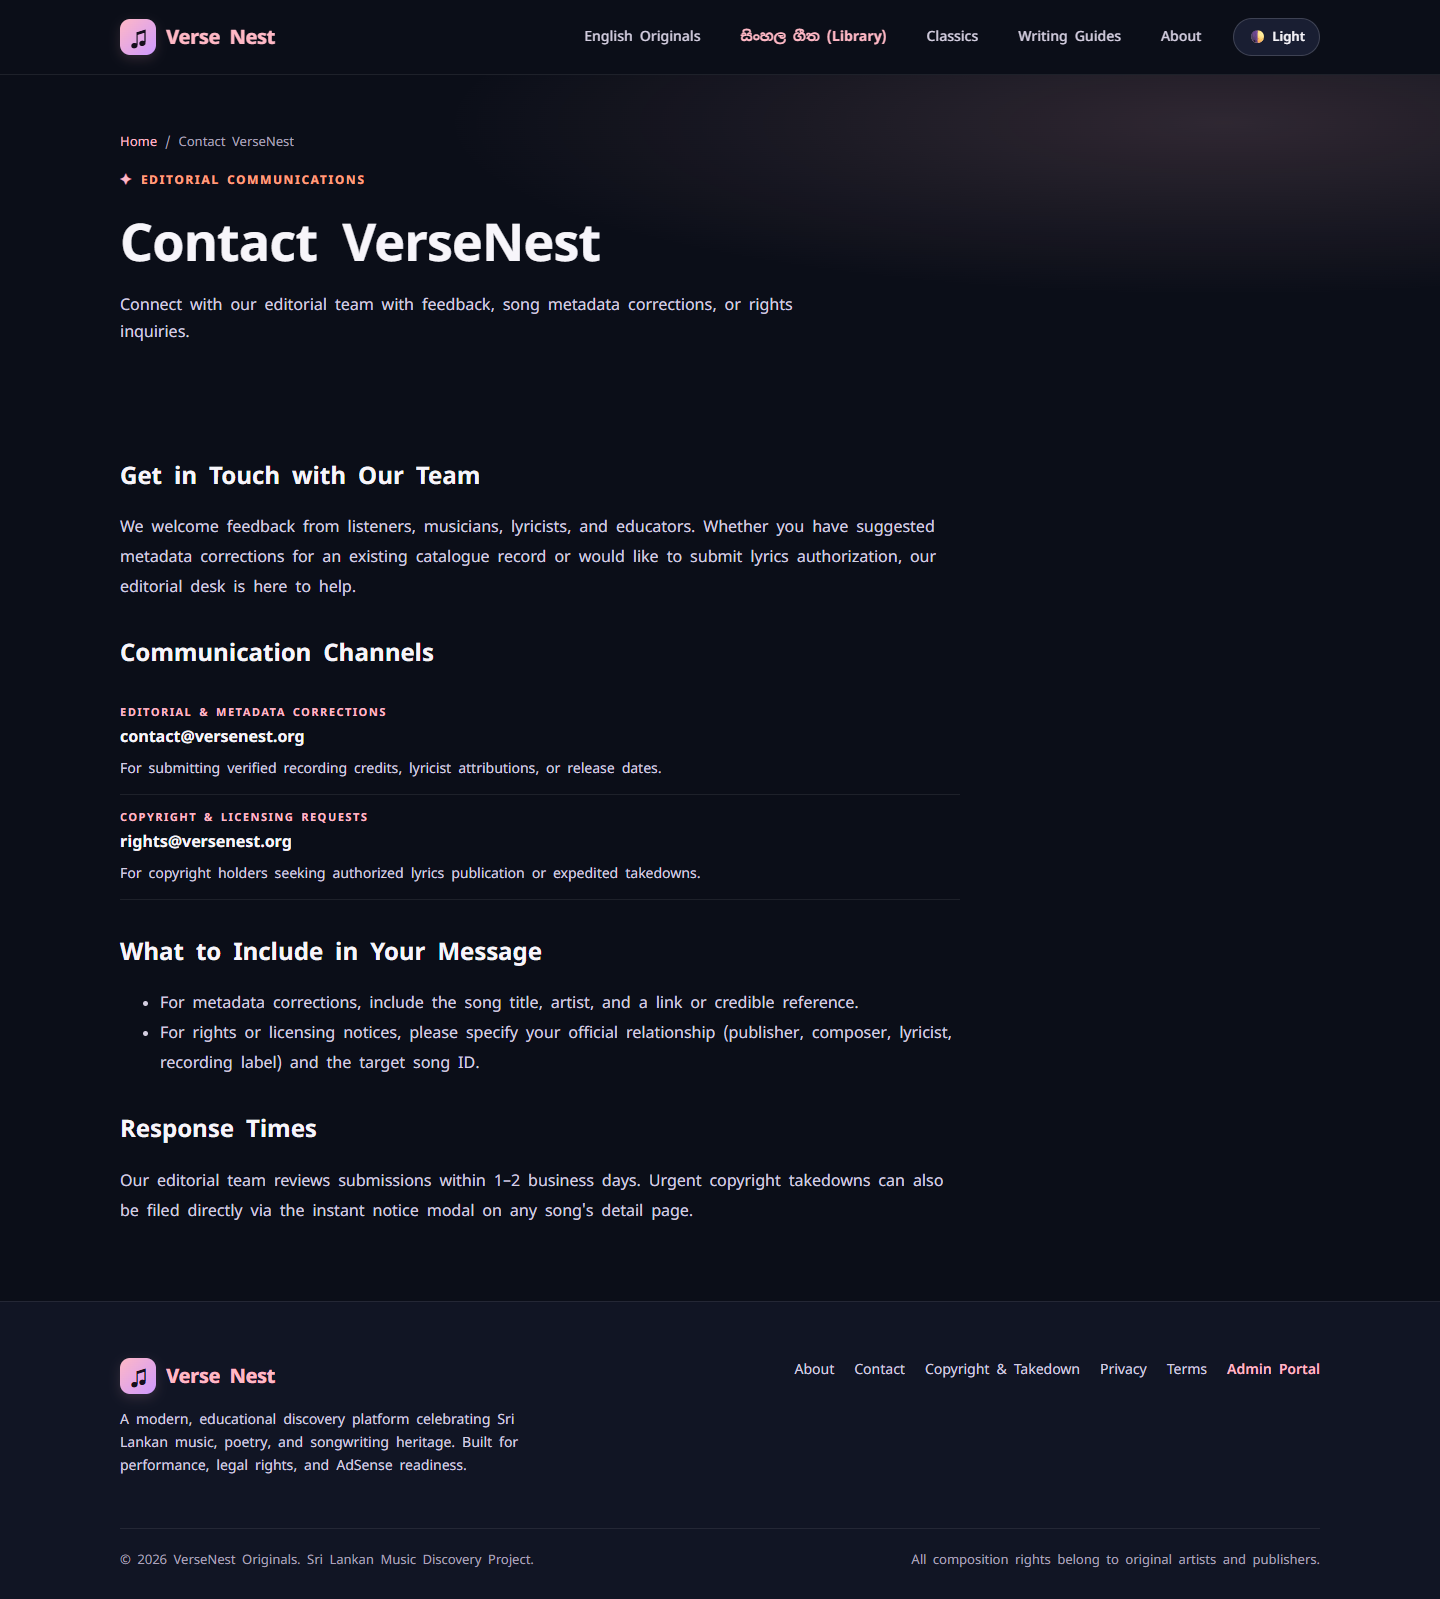 Verse Nest
English Originals
සිංහල ගීත (Library)
Classics
Writing Guides
About
Light
Home / Contact VerseNest
EDITORIAL COMMUNICATIONS
Contact VerseNest
Connect with our editorial team with feedback, song metadata corrections, or rights
inquiries.
Get in Touch with Our Team
We welcome feedback from listeners, musicians, lyricists, and educators. Whether you have suggested
metadata corrections for an existing catalogue record or would like to submit lyrics authorization, our
editorial desk is here to help.
Communication Channels
EDITORIAL & METADATA CORRECTIONS
contact@versenest.org
For submitting verified recording credits, lyricist attributions, or release dates.
COPYRIGHT & LICENSING REQUESTS
rights@versenest.org
For copyright holders seeking authorized lyrics publication or expedited takedowns.
What to Include in Your Message
• For metadata corrections, include the song title, artist, and a link or credible reference.
• For rights or licensing notices, please specify your official relationship (publisher, composer, lyricist,
recording label) and the target song ID.
Response Times
Our editorial team reviews submissions within 1–2 business days. Urgent copyright takedowns can also
be filed directly via the instant notice modal on any song's detail page.
Verse Nest
A modern, educational discovery platform celebrating Sri
Lankan music, poetry, and songwriting heritage. Built for
performance, legal rights, and AdSense readiness.
About
Contact
Copyright & Takedown
Privacy
Terms
Admin Portal
© 2026 VerseNest Originals. Sri Lankan Music Discovery Project.
All composition rights belong to original artists and publishers.